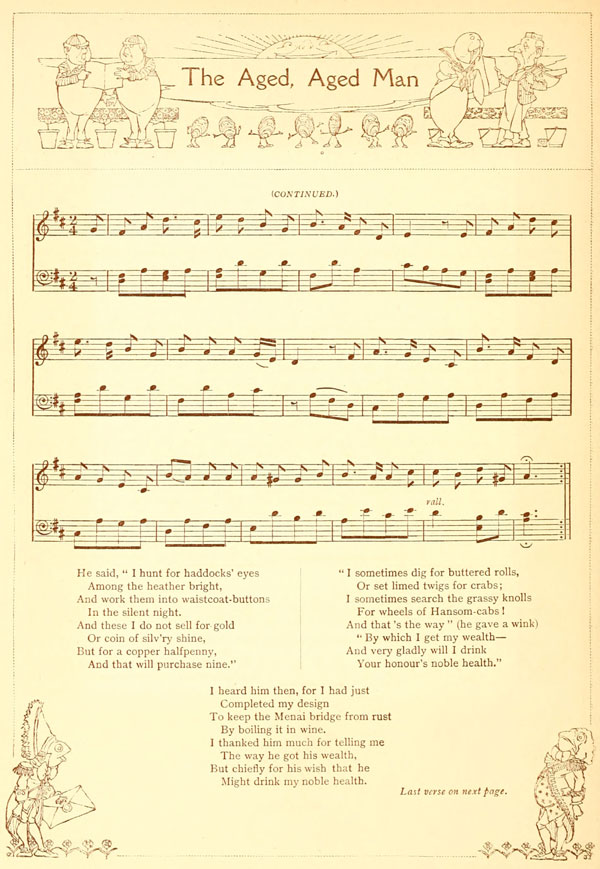 The Aged, Aged Man
(CONTINUED.)
rall.
He said, “ I hunt for haddocks' eyes
Among the heather bright,
And work them into waistcoat-buttons
In the silent night.
And these I do not sell for gold
Or coin of silv'ry shine,
But for a copper halfpenny,
And that will purchase nine.”
“ I sometimes dig for buttered rolls,
Or set limed twigs for crabs;
I sometimes search the grassy knolls
For wheels of Hansom-cabs !
And that 's the way ” (he gave a wink)
“ By which I get my wealth—
And very gladly will I drink
Your honour's noble health.”
I heard him then, for I had just
Completed my design
To keep the Menai bridge from rust
By boiling it in wine.
I thanked him much for telling me
The way he got his wealth,
But chiefly for his wish that he
Might drink my noble health.
Last verse on next page.